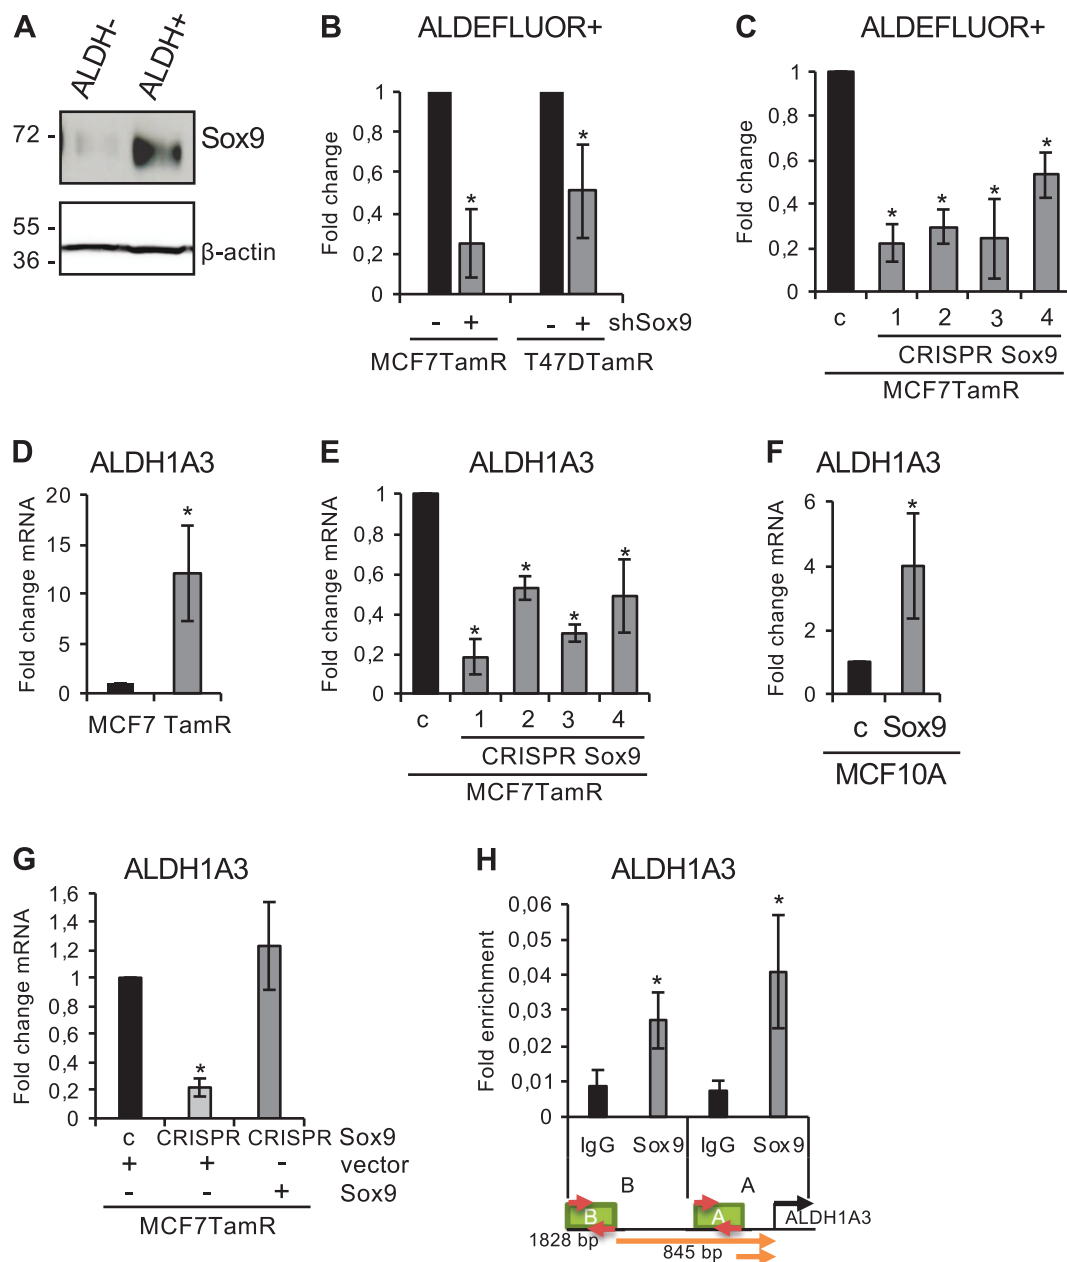 A
ALDH-
ALDH+
72
Sox9
55
36
β-actin
B
ALDEFLUOR+
Fold change
1
0,8
0,6
0,4
0,2
0
*
*
- + - + shSox9
MCF7TamR T47DTamR
C
ALDEFLUOR+
Fold change
1
0,8
0,6
0,4
0,2
0
* * * *
c 1 2 3 4
CRISPR Sox9
MCF7TamR
D
ALDH1A3
Fold change mRNA
20
15
10
5
0
*
MCF7 TamR
E
ALDH1A3
Fold change mRNA
1
0,8
0,6
0,4
0,2
0
* * * *
c 1 2 3 4
CRISPR Sox9
MCF7TamR
F
ALDH1A3
Fold change mRNA
6
4
2
0
*
c Sox9
MCF10A
G
ALDH1A3
Fold change mRNA
1,6
1,4
1,2
1
0,8
0,6
0,4
0,2
0
*
c CRISPR CRISPR Sox9
+ + - vector
- - + Sox9
MCF7TamR
H
ALDH1A3
Fold enrichment
0,06
0,05
0,04
0,03
0,02
0,01
0
* *
IgG Sox9 IgG Sox9
B A
B A ALDH1A3
1828 bp 845 bp